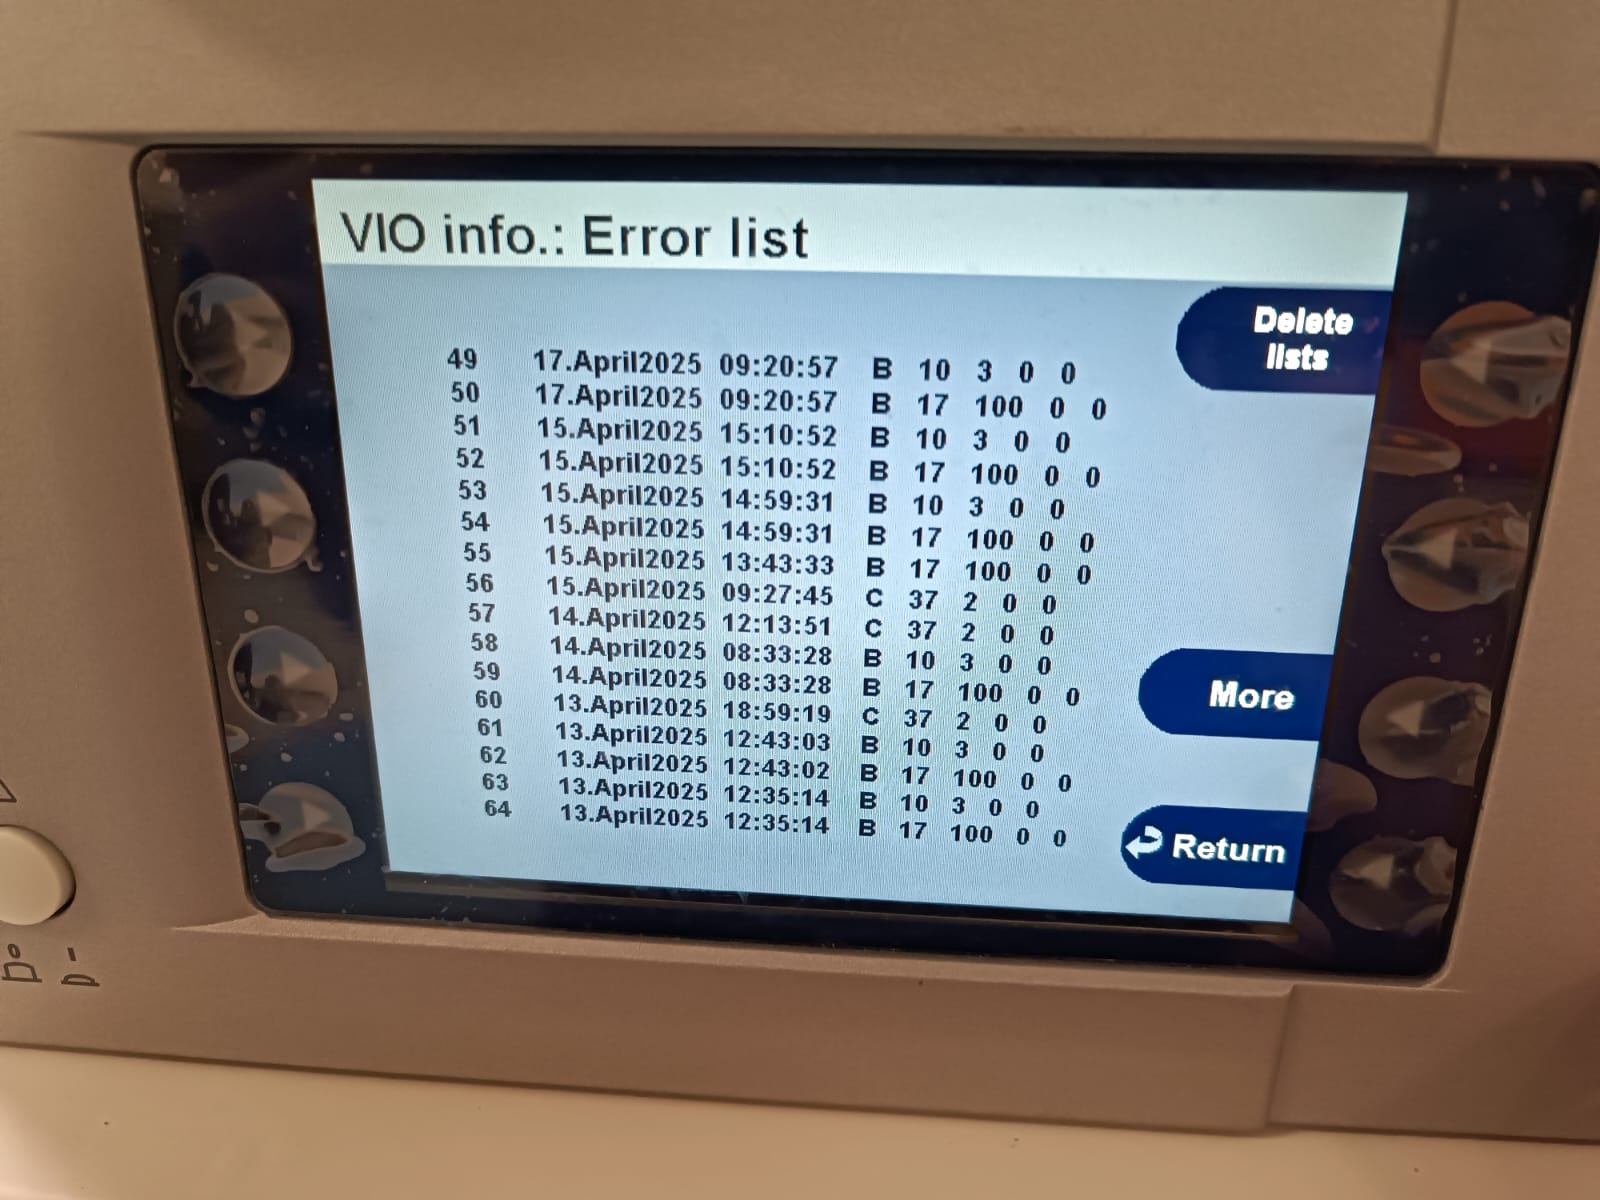 VIO info.: Error list
Delete
lists
49 17.April2025 09:20:57 B 10 3 0 0
50 17.April2025 09:20:57 B 17 100 0 0
51 15.April2025 15:10:52 B 10 3 0 0
52 15.April2025 15:10:52 B 17 100 0 0
53 15.April2025 14:59:31 B 10 3 0 0
54 15.April2025 14:59:31 B 17 100 0 0
55 15.April2025 13:43:33 B 17 100 0 0
56 15.April2025 09:27:45 C 37 2 0 0
57 14.April2025 12:13:51 C 37 2 0 0
58 14.April2025 08:33:28 B 10 3 0 0
59 14.April2025 08:33:28 B 17 100 0 0
60 13.April2025 18:59:19 C 37 2 0 0
61 13.April2025 12:43:03 B 10 3 0 0
62 13.April2025 12:43:02 B 17 100 0 0
63 13.April2025 12:35:14 B 10 3 0 0
64 13.April2025 12:35:14 B 17 100 0 0
More
Return